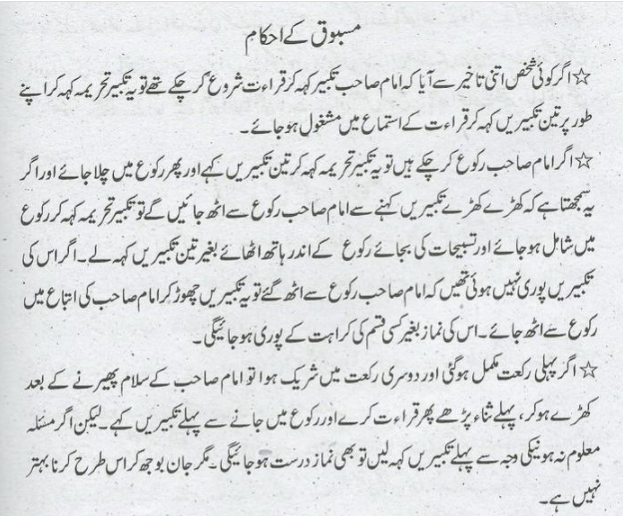 مسبوق کے احکام
☆ اگر کوئی شخص اتنی تاخیر سے آیا کہ امام صاحب تکبیر کہہ کر قراءت شروع کر چکے تھے تو یہ تکبیر تحریمہ کہہ کر اپنے
طور پر تین تکبیریں کہہ کر قراءت کے استماع میں مشغول ہو جائے۔
☆ اگر امام صاحب رکوع کر چکے ہیں تو یہ تکبیر تحریمہ کہہ کر تین تکبیریں کہے اور پھر رکوع میں چلا جائے اور اگر
یہ سمجھتا ہے کہ کھڑے کھڑے تکبیریں کہنے سے امام صاحب رکوع سے اٹھ جائیں گے تو تکبیر تحریمہ کہہ کر رکوع
میں شامل ہو جائے اور تسبیحات کی بجائے رکوع کے اندر ہاتھ اٹھائے بغیر تین تکبیریں کہہ لے۔ اگر اس کی
تکبیریں پوری نہیں ہوئی تھیں کہ امام صاحب رکوع سے اٹھ گئے تو یہ تکبیریں چھوڑ کر امام صاحب کی اتباع میں
رکوع سے اٹھ جائے۔ اس کی نماز بغیر کسی قسم کی کراہت کے پوری ہو جائیگی۔
☆ اگر پہلی رکعت مکمل ہو گئی اور دوسری رکعت میں شریک ہوا تو امام صاحب کے سلام پھیرنے کے بعد
کھڑے ہو کر، پہلے ثناء پڑھے پھر قراءت کرے اور رکوع میں جانے سے پہلے تکبیریں کہے۔ لیکن اگر مسئلہ
معلوم نہ ہونیکی وجہ سے پہلے تکبیریں کہہ لیں تو بھی نماز درست ہو جائیگی۔ مگر جان بوجھ کر اس طرح کرنا بہتر
نہیں ہے۔